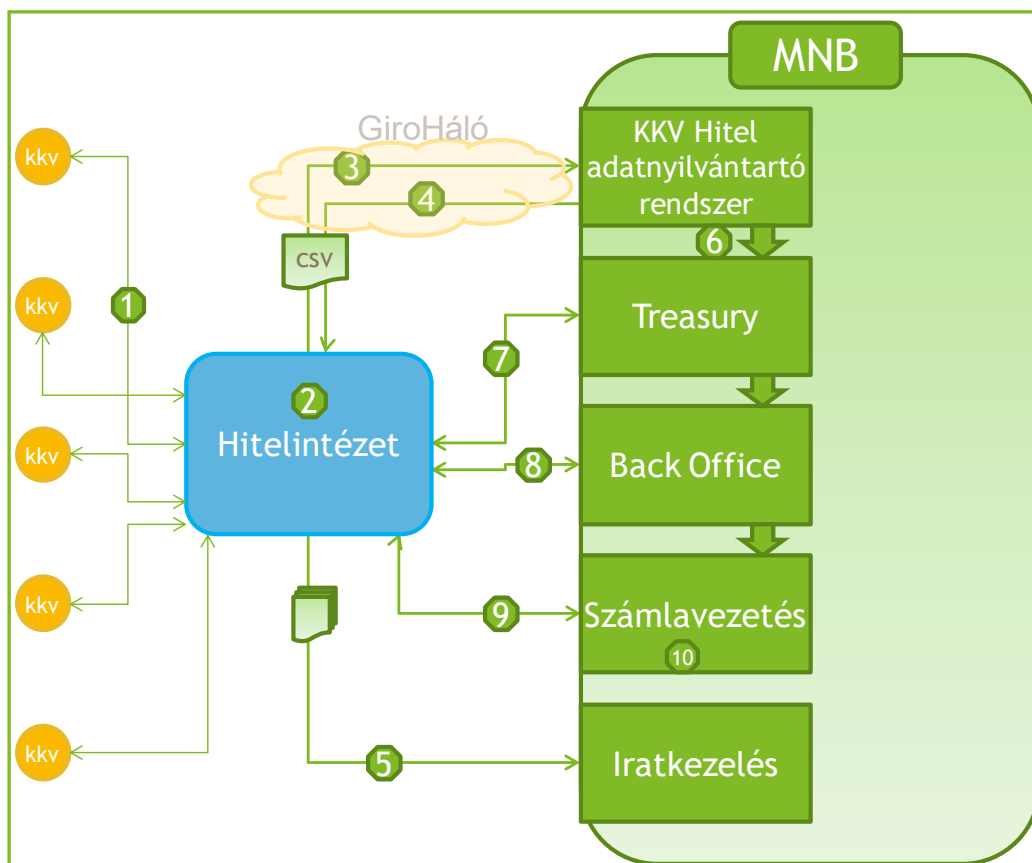 MNB
GiroHáló
kkv
3
KKV Hitel
adatnyilvántartó
rendszer
4
6
CSV
kkv
1
Treasury
7
2
Hitelintézet
kkv
8
Back Office
kkv
9
Számlavezetés
10
kkv
5
Iratkezelés